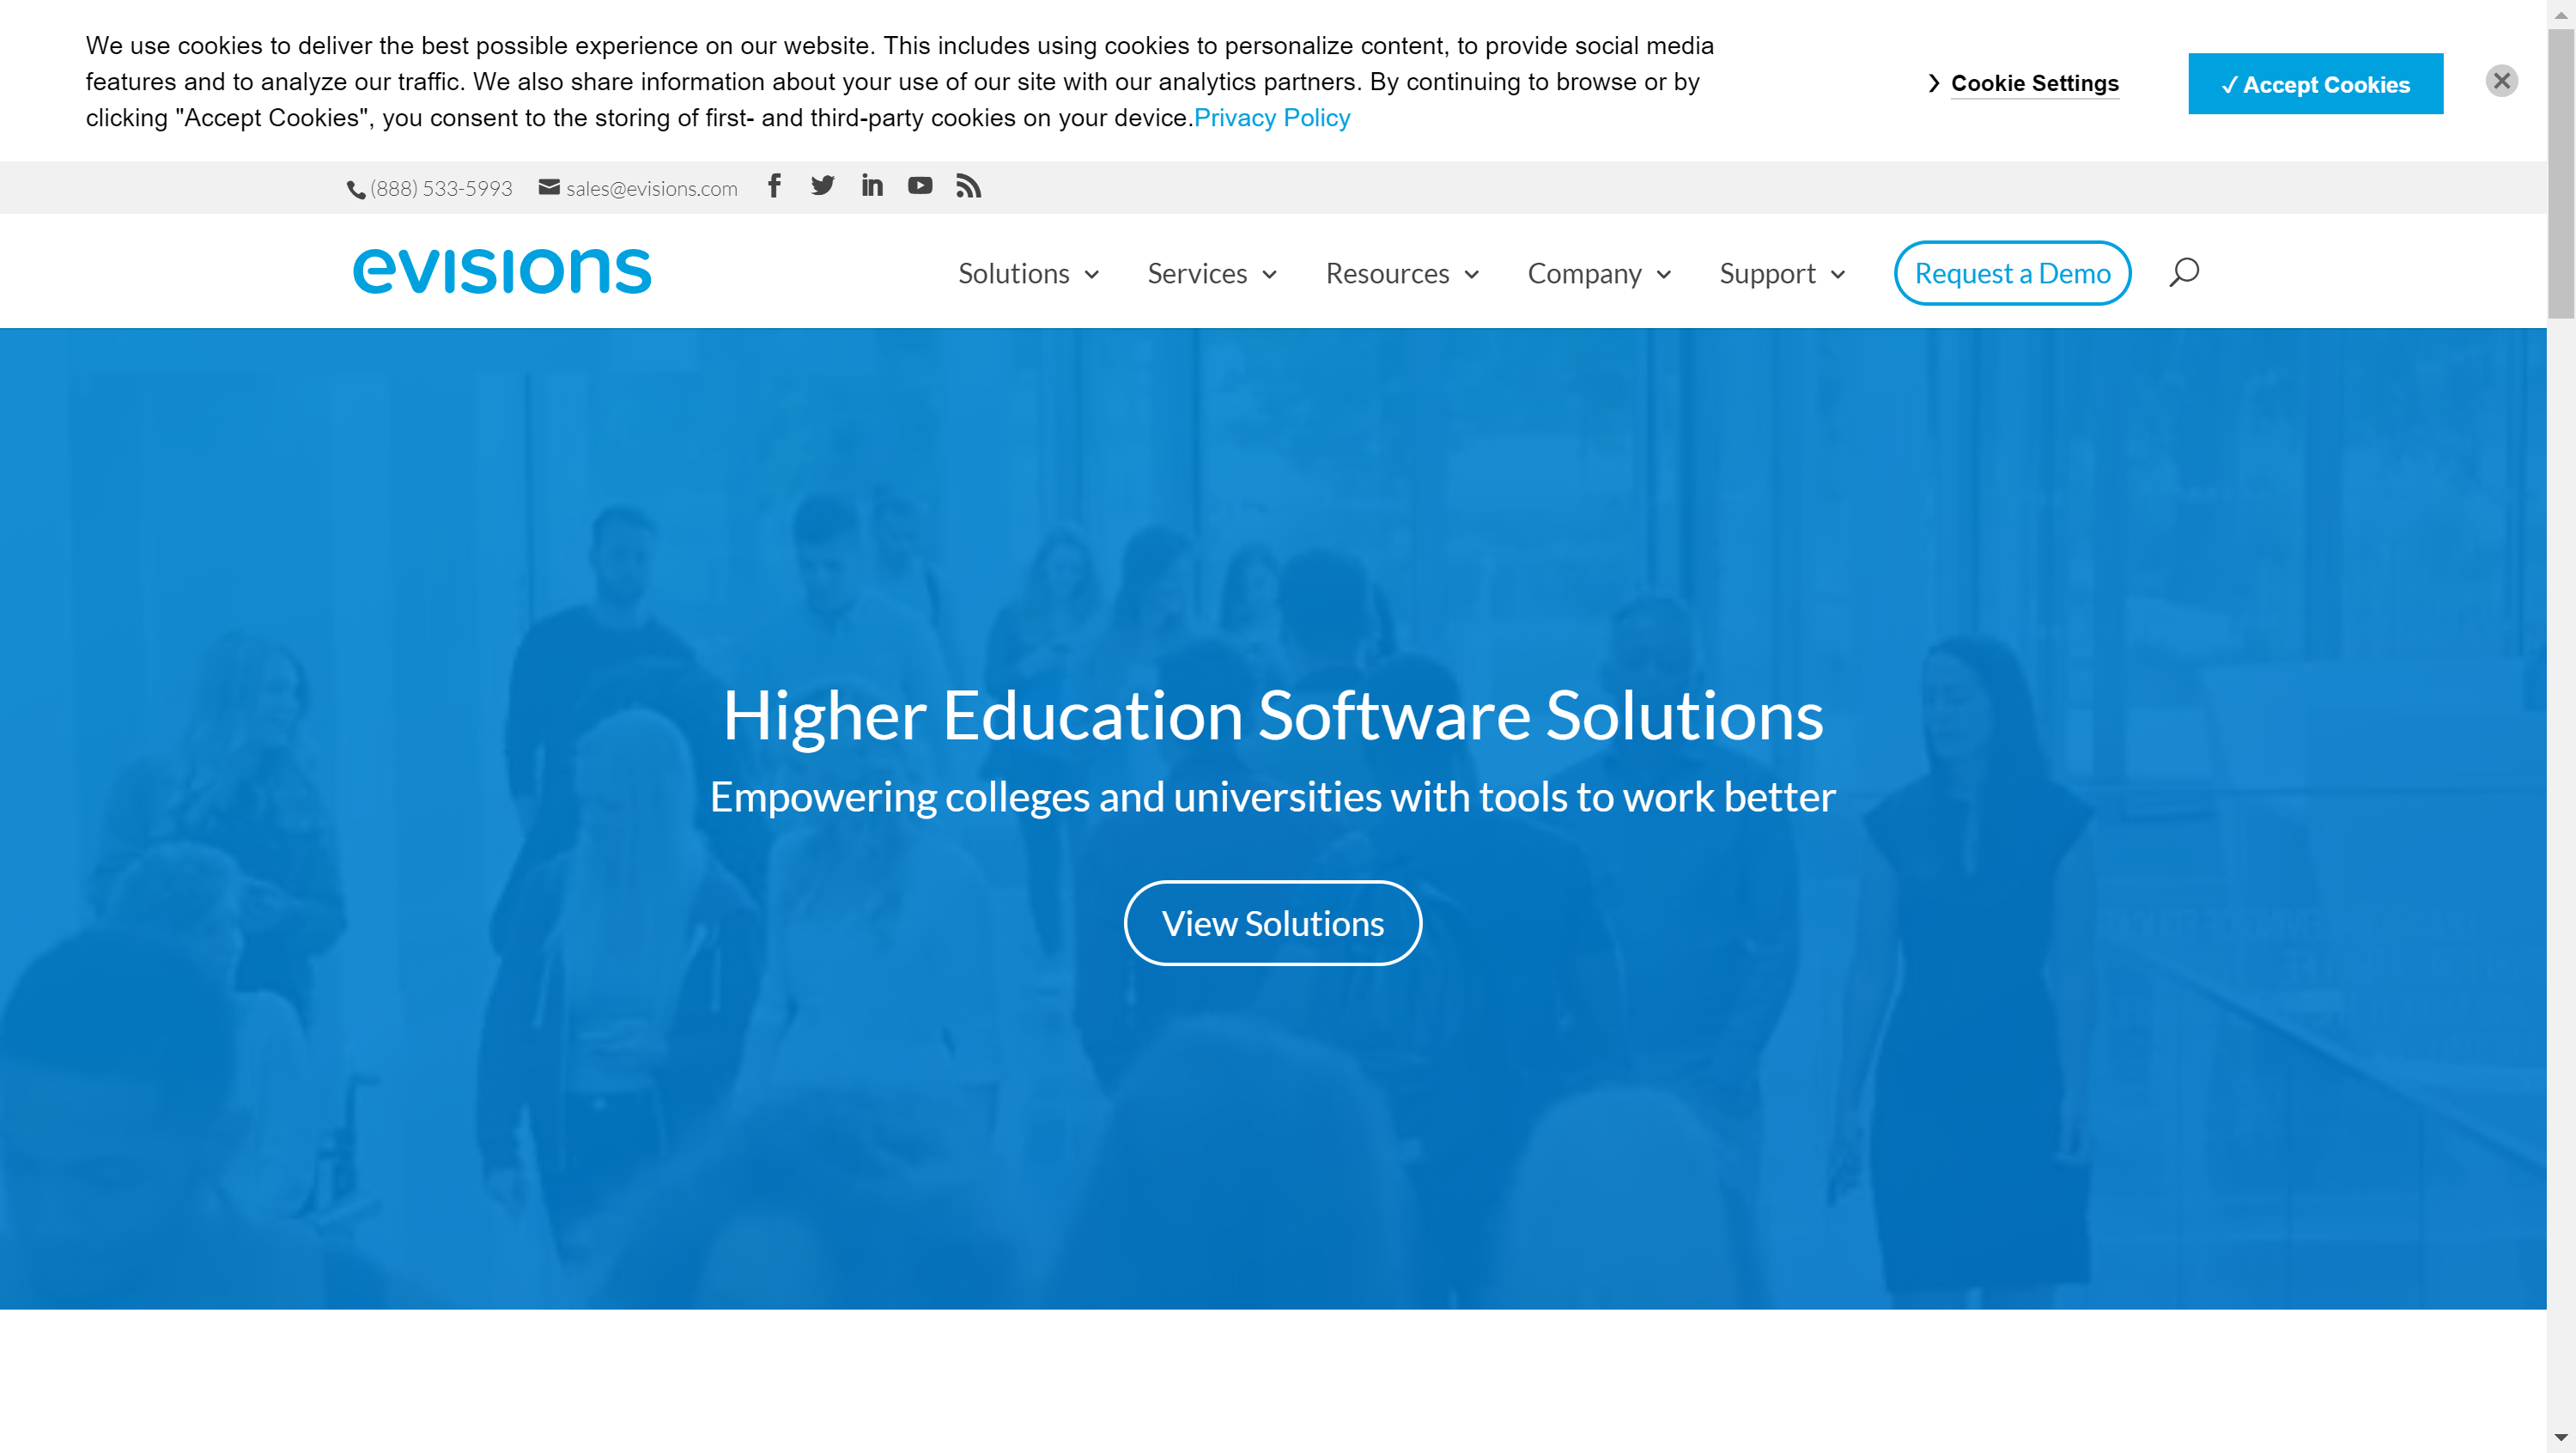 We use cookies to deliver the best possible experience on our website. This includes using cookies to personalize content, to provide social media
features and to analyze our traffic. We also share information about your use of our site with our analytics partners. By continuing to browse or by
clicking "Accept Cookies", you consent to the storing of first- and third-party cookies on your device.Privacy Policy
Cookie Settings
✓ Accept Cookies
(888) 533-5993 sales@evisions.com
evisions
Solutions Services Resources Company Support Request a Demo
Higher Education Software Solutions
Empowering colleges and universities with tools to work better
View Solutions